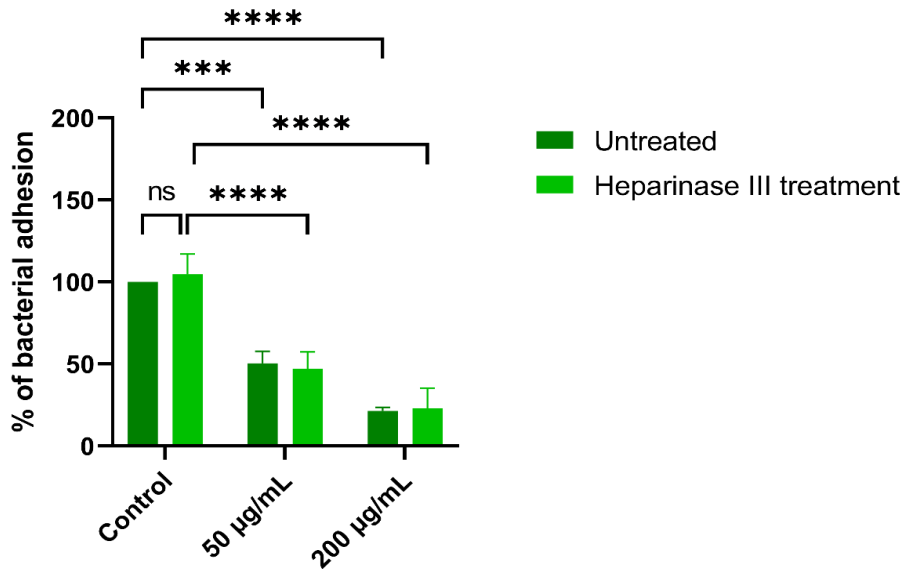 ****
***
****
ns
****
200
150
100
50
0
% of bacterial adhesion
Control
50 µg/mL
200 µg/mL
Untreated
Heparinase III treatment